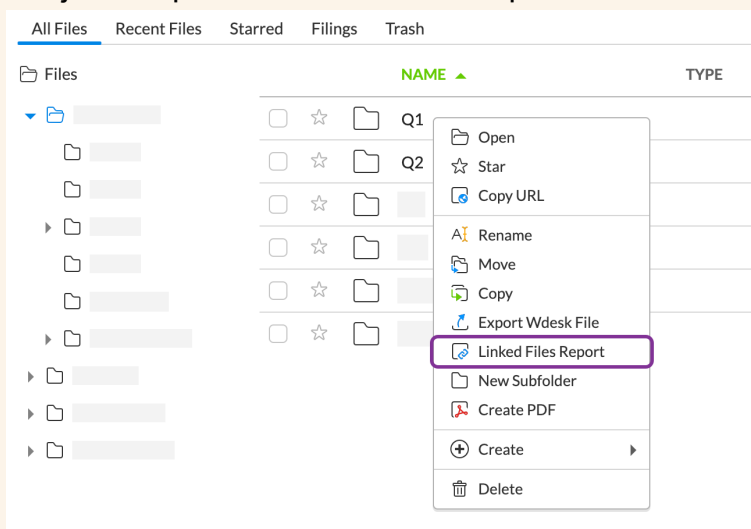 All Files Recent Files Starred Filings Trash
Files
NAME TYPE
Q1
Q2
Open
Star
Copy URL
Rename
Move
Copy
Export Wdesk File
Linked Files Report
New Subfolder
Create PDF
Create
Delete